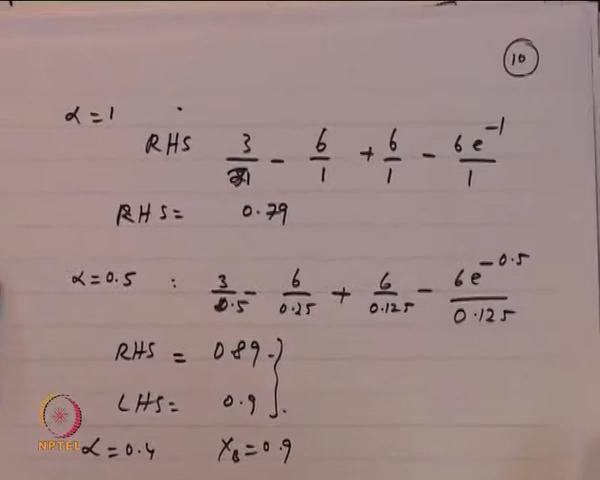 10
α = 1
RHS 3/1 - 6/1 + 6/1 - 6e^-1/1
RHS = 0.79
α = 0.5 : 3/0.5 - 6/0.25 + 6/0.125 - 6e^-0.5/0.125
RHS = 0.89
LHS = 0.9
α = 0.4 X_B = 0.9
NPTEL